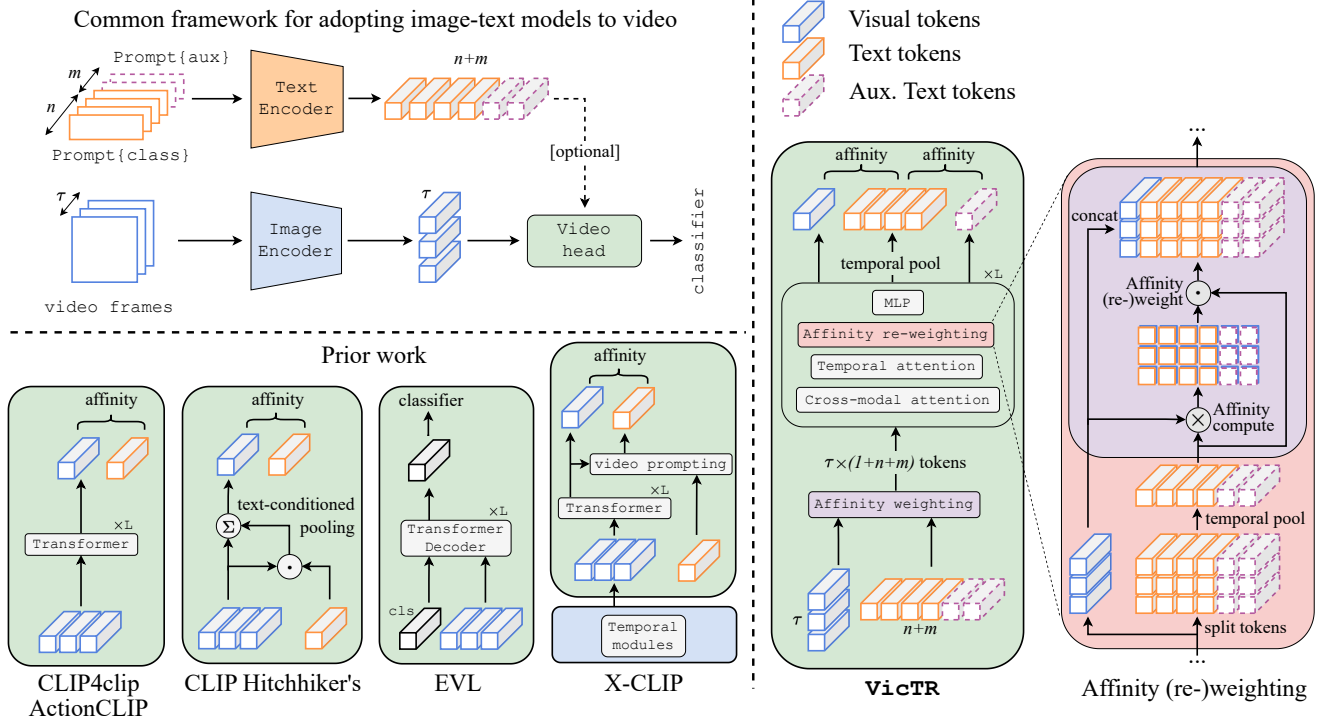 Common framework for adopting image-text models to video
Prompt{aux}
m
n
Prompt{class}
Text
Encoder
n+m
[optional]
τ
video frames
Image
Encoder
τ
Video
head
classifier
Visual tokens
Text tokens
Aux. Text tokens
Prior work
affinity
×L
Transformer
CLIP4clip
ActionCLIP
affinity
text-conditioned
pooling
Σ
CLIP Hitchhiker's
classifier
×L
Transformer
Decoder
cls
EVL
affinity
video prompting
×L
Transformer
Temporal
modules
X-CLIP
affinity
affinity
temporal pool
×L
MLP
Affinity re-weighting
Temporal attention
Cross-modal attention
τ×(1+n+m) tokens
Affinity weighting
τ
n+m
VicTR
...
concat
Affinity
(re-)weight
Affinity
compute
temporal pool
split tokens
...
Affinity (re-)weighting